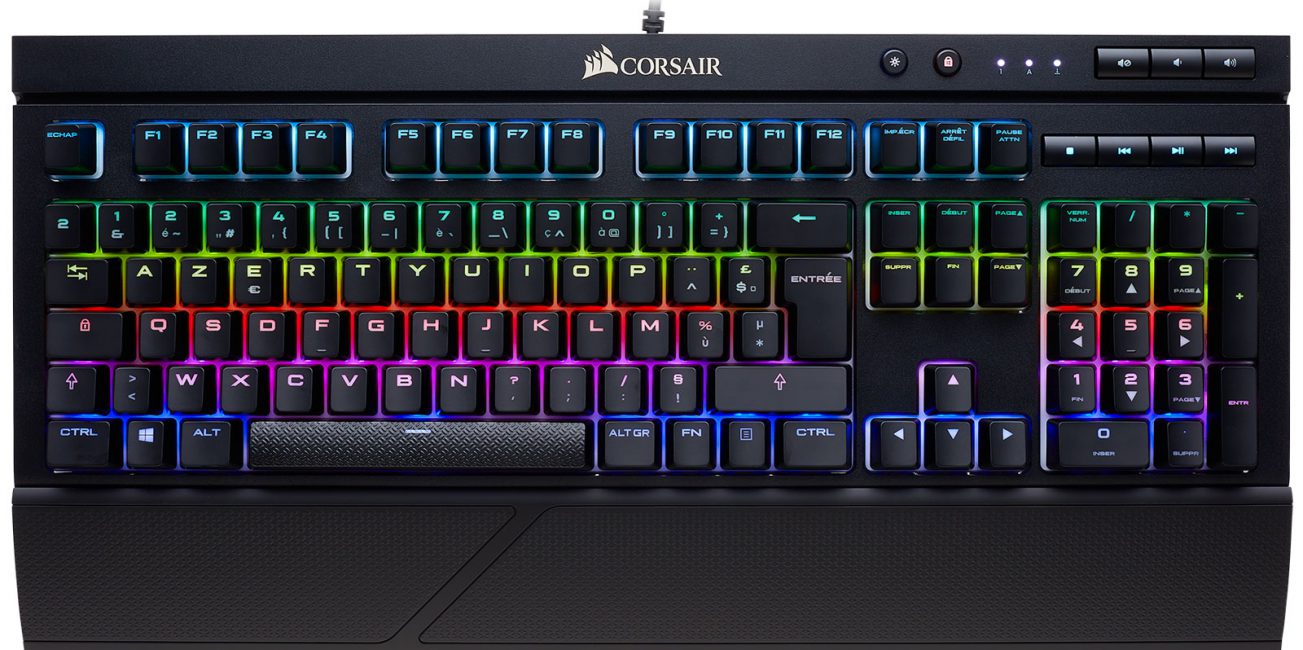 CORSAIR
1 A
ECHAP F1 F2 F3 F4 F5 F6 F7 F8 F9 F10 F11 F12 IMP.ÉCR ARRÊT DÉFIL PAUSE ATTN
2 1 & 2 é ~ 3 " # 4 ' { 5 ( [ 6 - | 7 è ` 8 _ \ 9 ç ^ 0 à @ ° ) ] + = } ← INSER DÉBUT PAGE▲ VERR. NUM / * -
A Z E € R T Y U I O P ¨ ^ £ $ ¤ ENTRÉE SUPPR FIN PAGE▼ 7 DÉBUT 8 ▲ 9 PAGE▲ +
Q S D F _ G H J _ K L M % ù µ * 4 ◀ 5 _ 6 ▶
⇧ > < W X C V B N ? , . ; / : § ! ⇧ ▲ 1 FIN 2 ▼ 3 PAGE▼ ENTR
CTRL ALT ALT GR FN CTRL ◀ ▼ ▶ 0 INSER . SUPPR